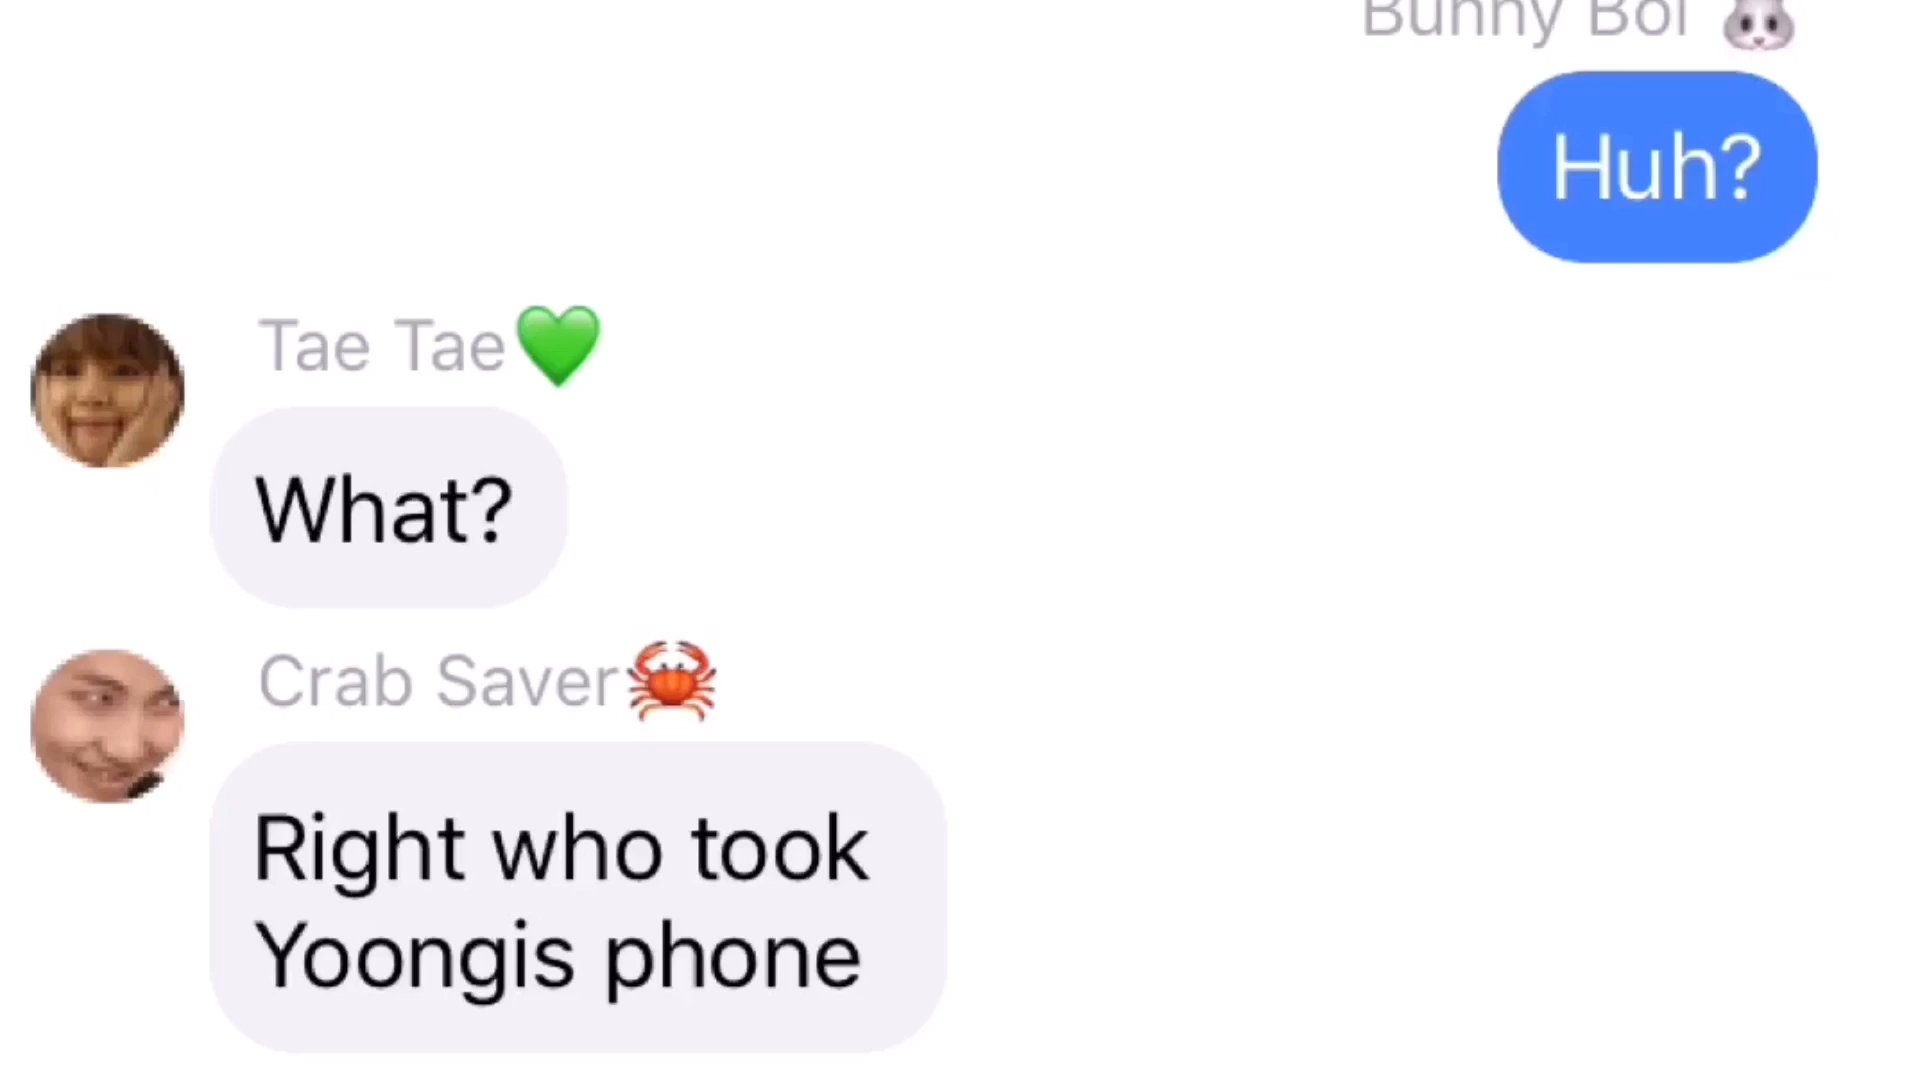 Bunny Boi 🐰
Huh?
Tae Tae💚
What?
Crab Saver🦀
Right who took
Yoongis phone